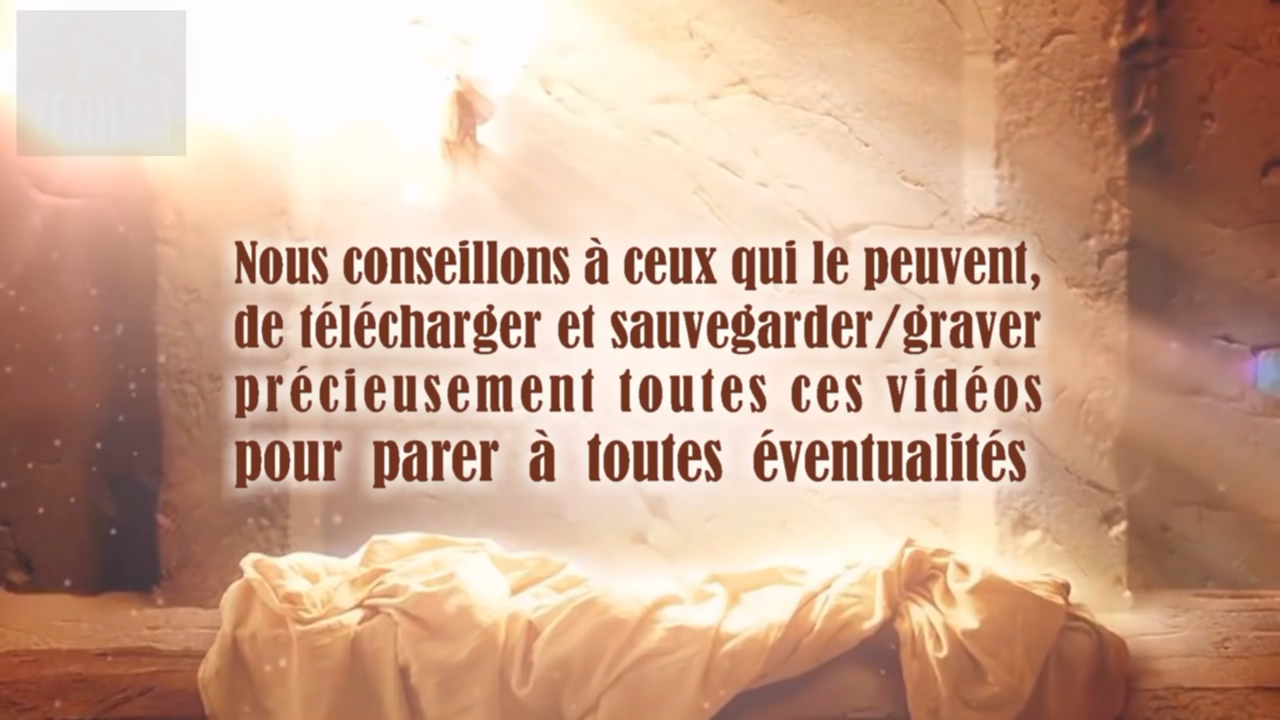 Nous conseillons à ceux qui le peuvent,
de télécharger et sauvegarder/graver
précieusement toutes ces vidéos
pour parer à toutes éventualités